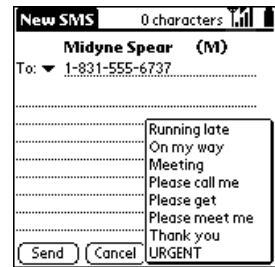 New SMS 0 characters
Midyne Spear (M)
To: 1-831-555-6737
Running late
On my way
Meeting
Please call me
Please get
Please meet me
Thank you
URGENT
Send Cancel